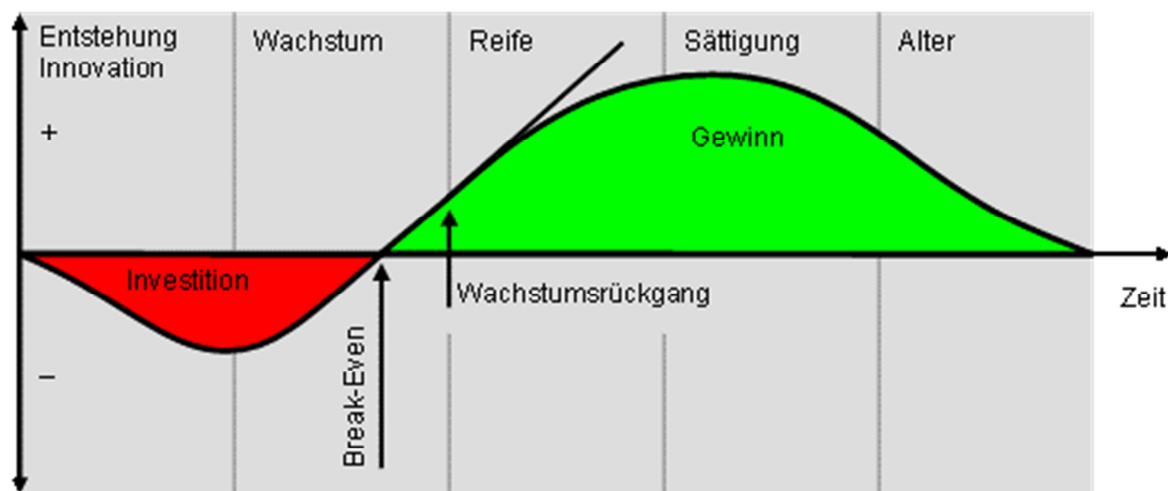 Entstehung
Innovation
Wachstum
Reife
Sättigung
Alter
+
Gewinn
Investition
Wachstumsrückgang
Zeit
Break-Even
–